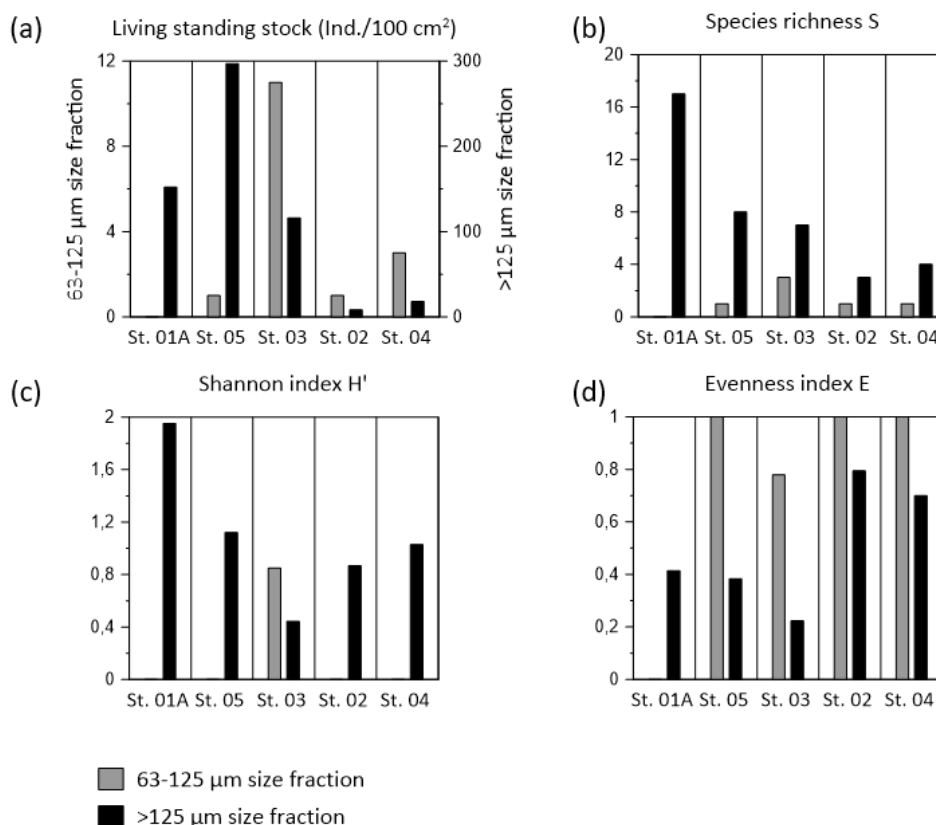 (a)
Living standing stock (Ind./100 cm²)
63-125 µm size fraction
12
8
4
0
300
200
100
0
>125 µm size fraction
St. 01A St. 05 St. 03 St. 02 St. 04
(b)
Species richness S
20
16
12
8
4
0
St. 01A St. 05 St. 03 St. 02 St. 04
(c)
Shannon index H'
2
1,6
1,2
0,8
0,4
0
St. 01A St. 05 St. 03 St. 02 St. 04
(d)
Evenness index E
1
0,8
0,6
0,4
0,2
0
St. 01A St. 05 St. 03 St. 02 St. 04
63-125 µm size fraction
>125 µm size fraction